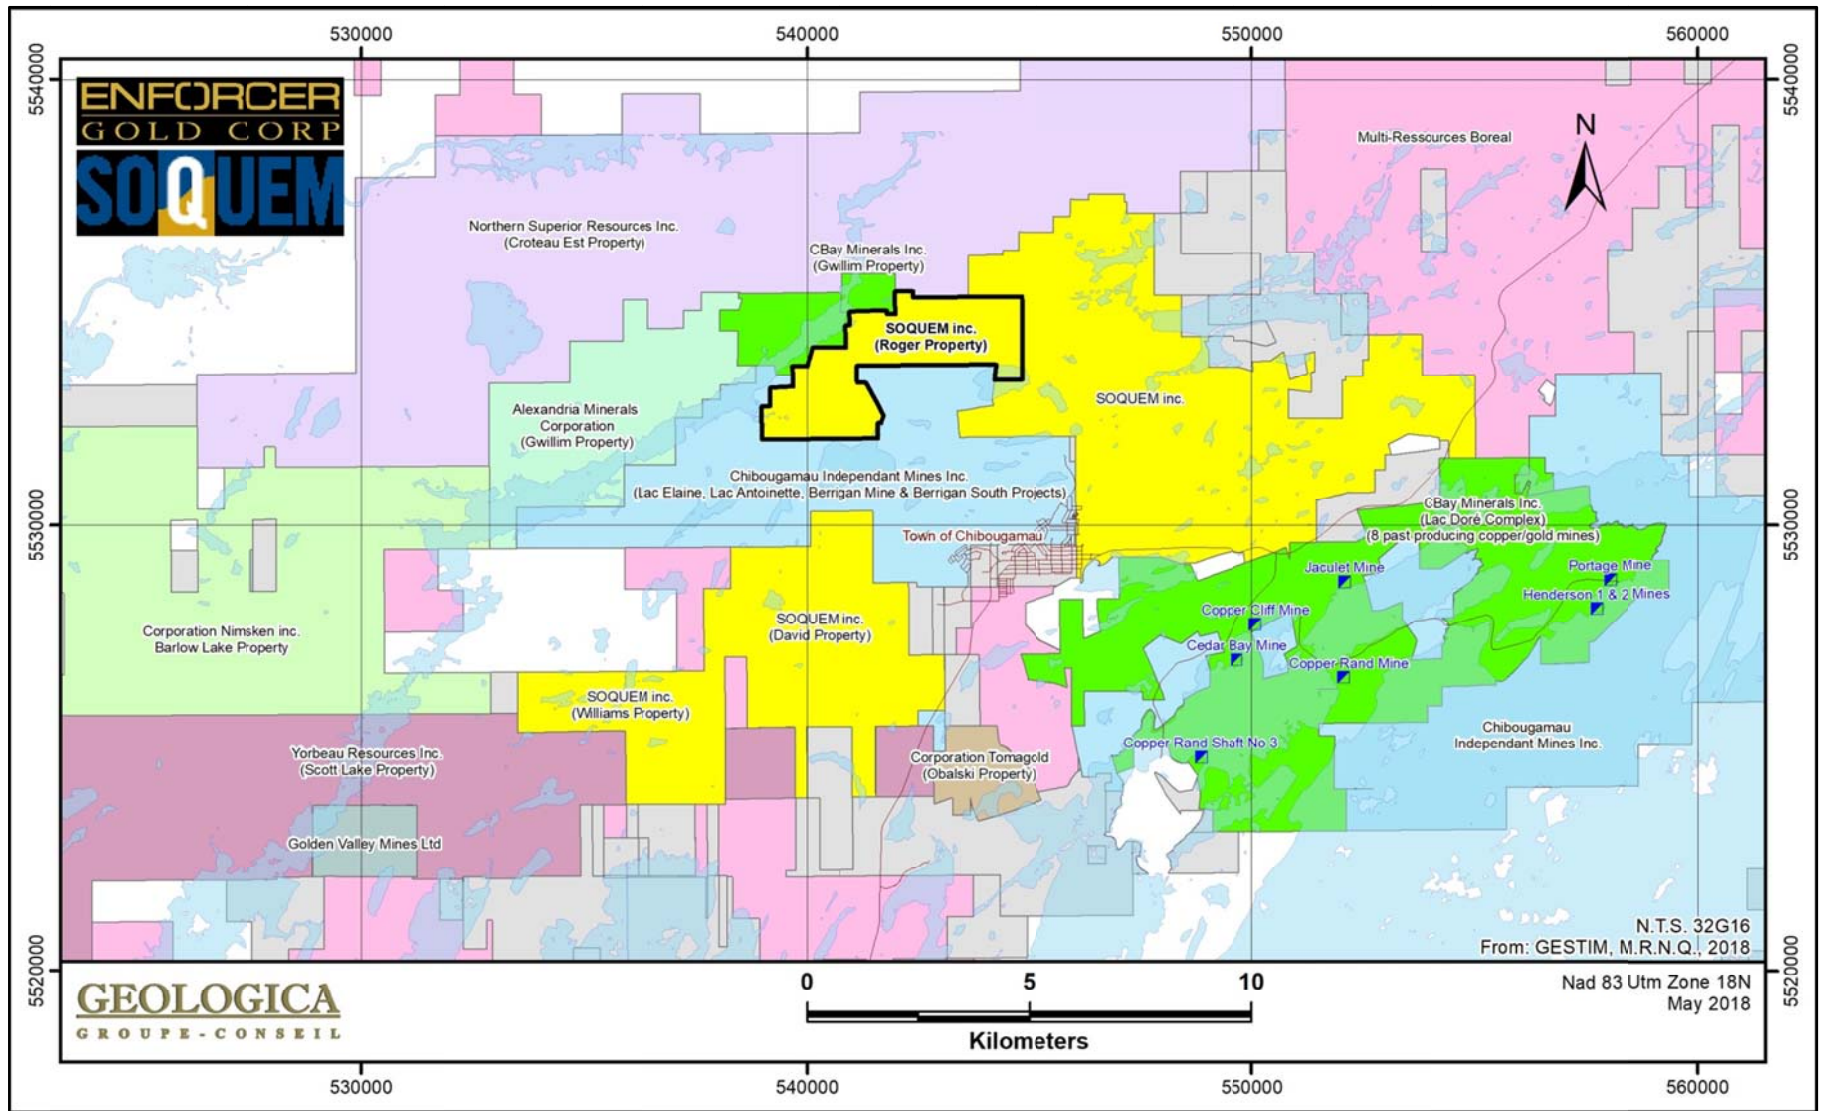 530000 540000 550000 560000
5540000
5540000
ENFORCER
GOLD CORP
SOQUEM
N
Multi-Ressources Boreal
Northern Superior Resources Inc.
(Croteau Est Property)
CBay Minerals Inc.
(Gwillim Property)
SOQUEM inc.
(Roger Property)
SOQUEM inc.
Alexandria Minerals
Corporation
(Gwillim Property)
Chibougamau Independant Mines Inc.
(Lac Elaine, Lac Antoinette, Berrigan Mine & Berrigan South Projects)
CBay Minerals Inc.
(Lac Doré Complex)
(8 past producing copper/gold mines)
5530000
5530000
Town of Chibougamau
Jaculet Mine
Portage Mine
Henderson 1 & 2 Mines
Copper Cliff Mine
Cedar Bay Mine
Copper Rand Mine
Corporation Nimsken inc.
Barlow Lake Property
SOQUEM inc.
(David Property)
SOQUEM inc.
(Williams Property)
Chibougamau
Independant Mines Inc.
Copper Rand Shaft No 3
Yorbeau Resources Inc.
(Scott Lake Property)
Corporation Tomagold
(Obalski Property)
Golden Valley Mines Ltd
N.T.S. 32G16
From: GESTIM, M.R.N.Q., 2018
5520000
5520000
GEOLOGICA
GROUPE-CONSEIL
0 5 10
Kilometers
Nad 83 Utm Zone 18N
May 2018
530000 540000 550000 560000